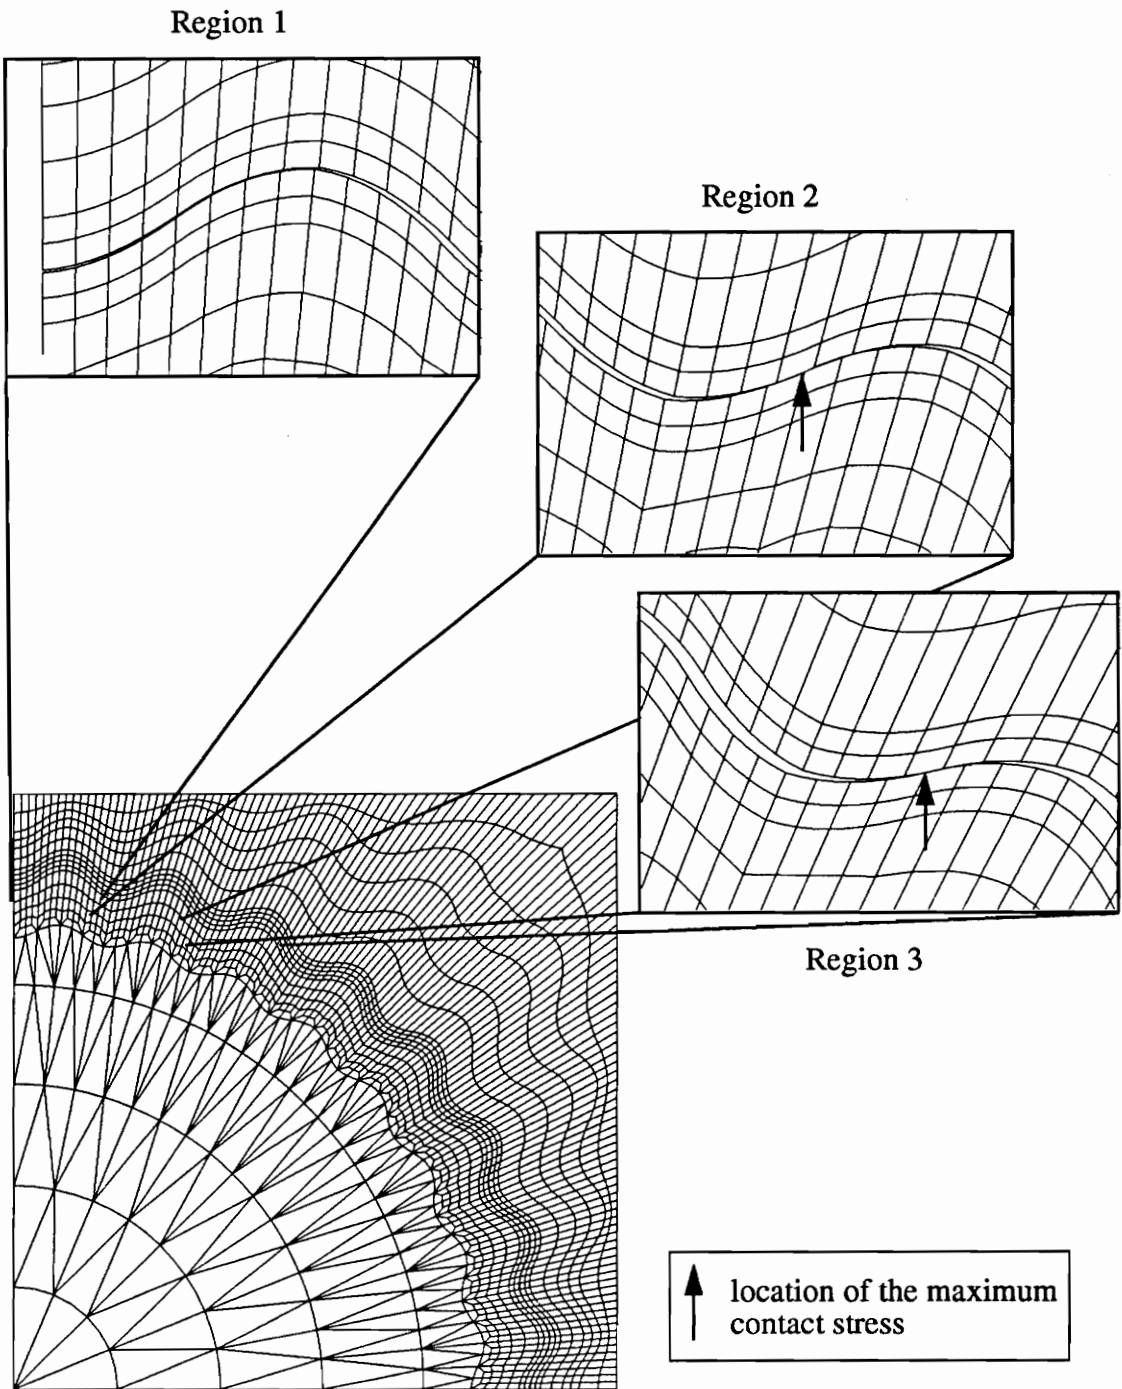 Region 1
Region 2
Region 3
location of the maximum
contact stress